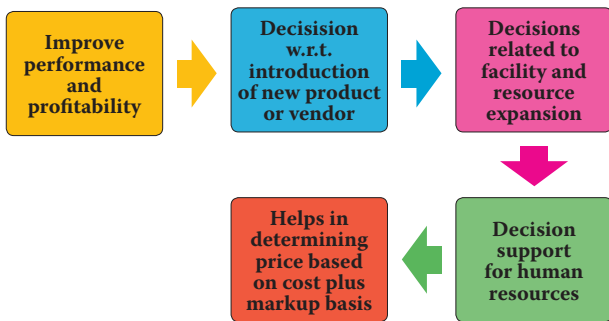 Improve
performance
and
profitability
Decisision
w.r.t.
introduction
of new product
or vendor
Decisions
related to
facility and
resource
expansion
Decision
support
for human
resources
Helps in
determining
price based
on cost plus
markup basis